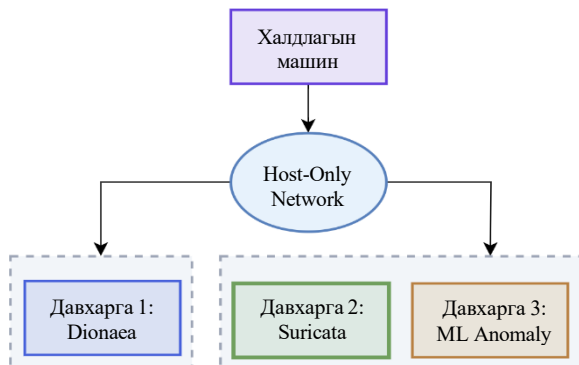 Халдлагын
машин
Host-Only
Network
Давхарга 1:
Dionaea
Давхарга 2:
Suricata
Давхарга 3:
ML Anomaly